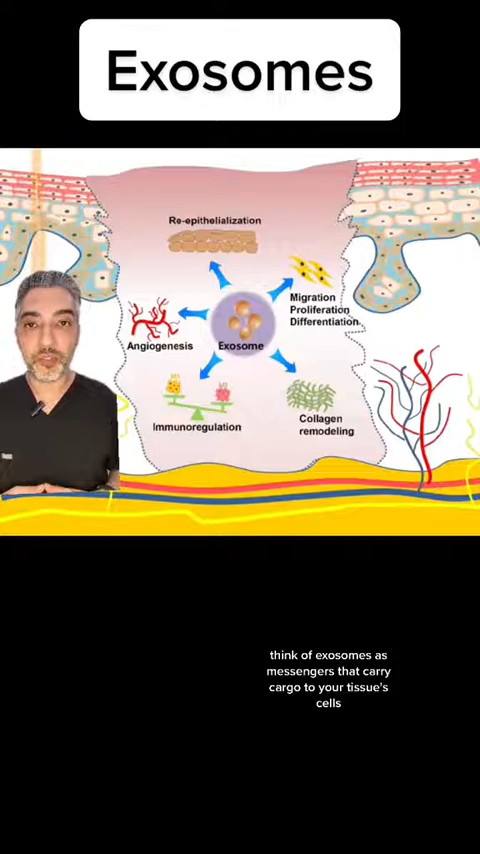 Exosomes
Re-epithelialization
Migration
Proliferation
Differentiation
Angiogenesis
Exosome
Immunoregulation
Collagen
remodeling
think of exosomes as
messengers that carry
cargo to your tissue's
cells